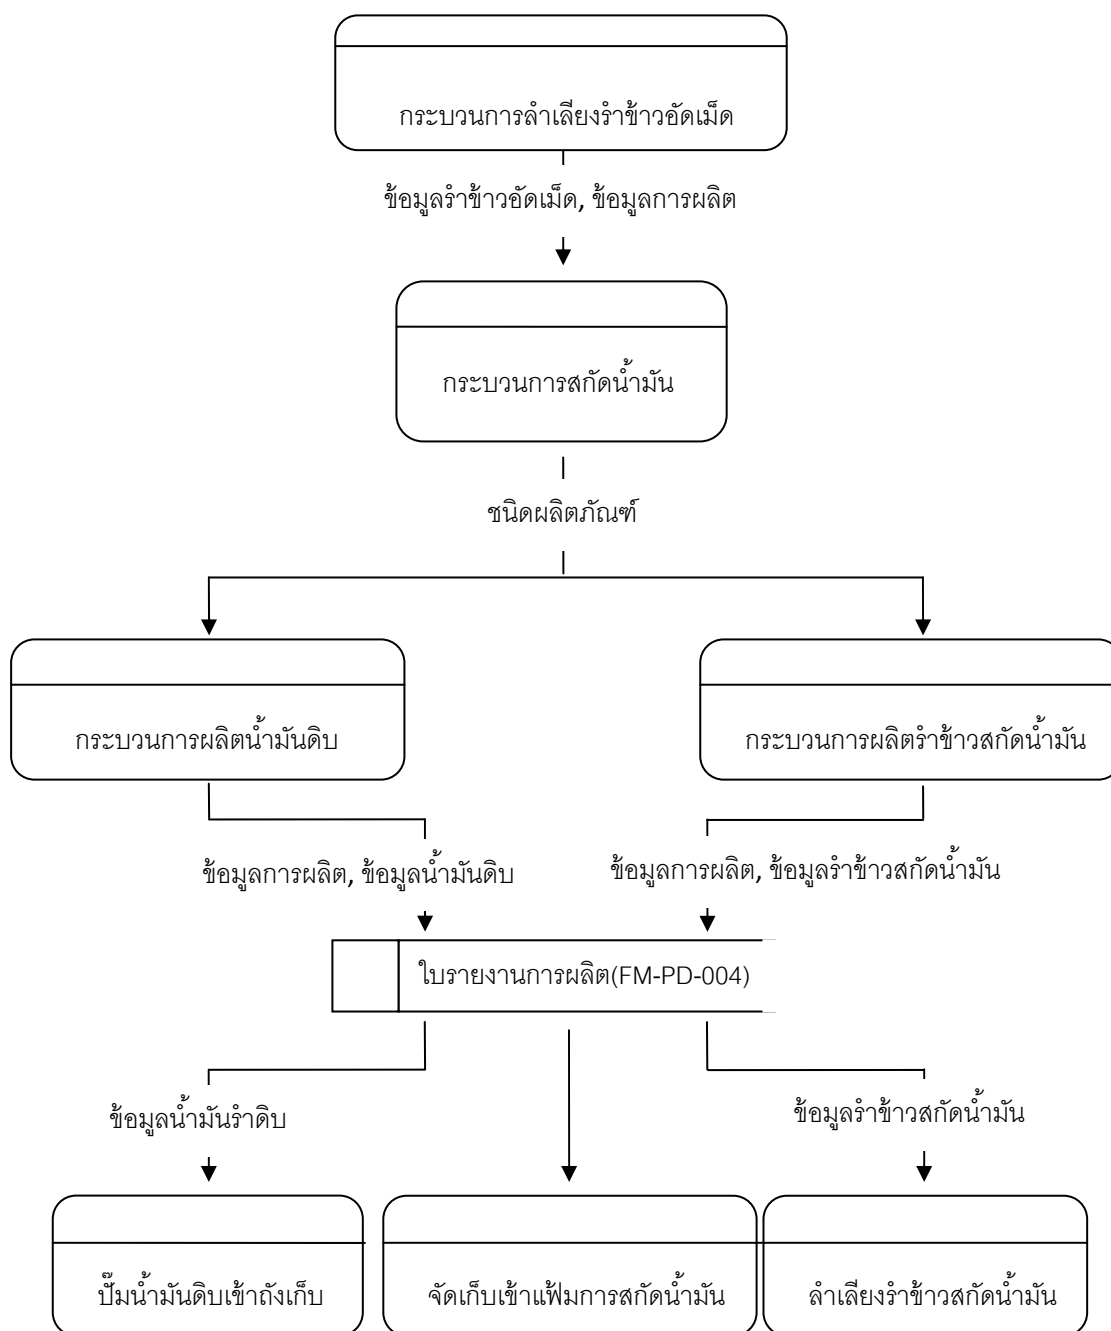 กระบวนการลำเลียงรำข้าวอัดเม็ด
ข้อมูลรำข้าวอัดเม็ด, ข้อมูลการผลิต
กระบวนการสกัดน้ำมัน
ชนิดผลิตภัณฑ์
กระบวนการผลิตน้ำมันดิบ
กระบวนการผลิตรำข้าวสกัดน้ำมัน
ข้อมูลการผลิต, ข้อมูลน้ำมันดิบ
ข้อมูลการผลิต, ข้อมูลรำข้าวสกัดน้ำมัน
ใบรายงานการผลิต(FM-PD-004)
ข้อมูลน้ำมันรำดิบ
ข้อมูลรำข้าวสกัดน้ำมัน
ปั๊มน้ำมันดิบเข้าถังเก็บ
จัดเก็บเข้าแฟ้มการสกัดน้ำมัน
ลำเลียงรำข้าวสกัดน้ำมัน